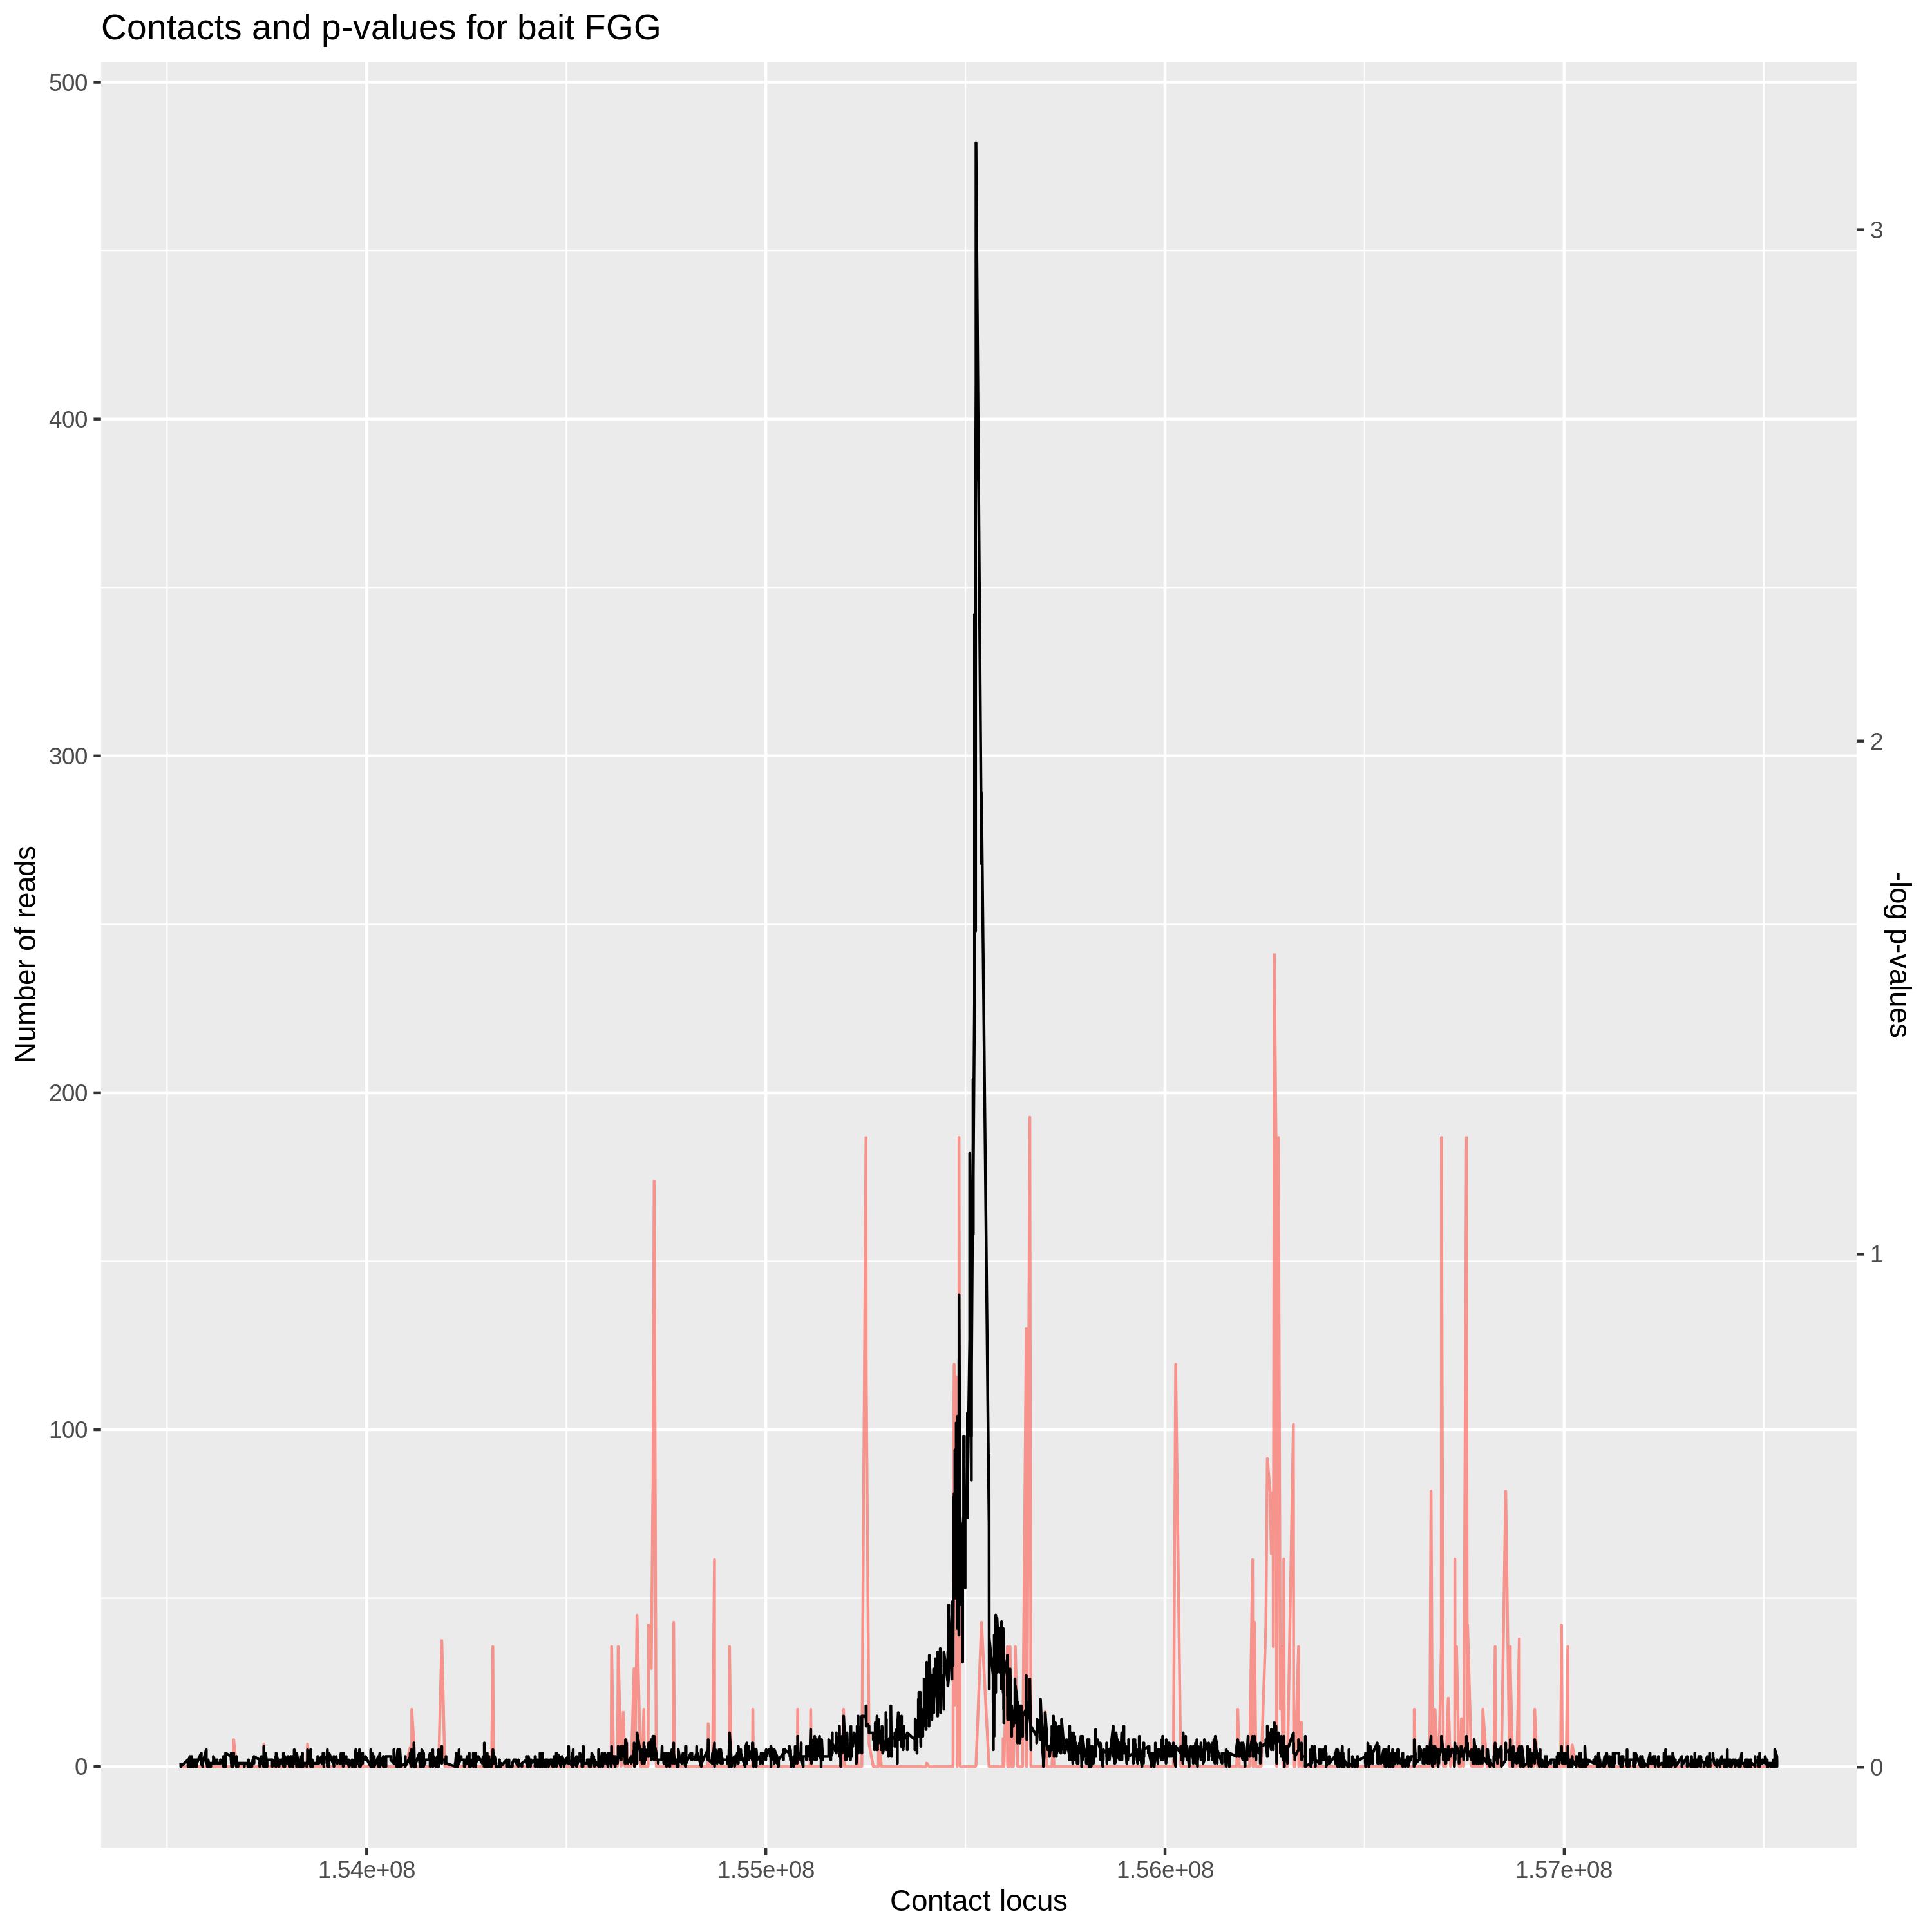 Contacts and p-values for bait FGG
500
400
300
200
100
0
Number of reads
3
2
1
0
-log p-values
1.54e+08
1.55e+08
1.56e+08
1.57e+08
Contact locus